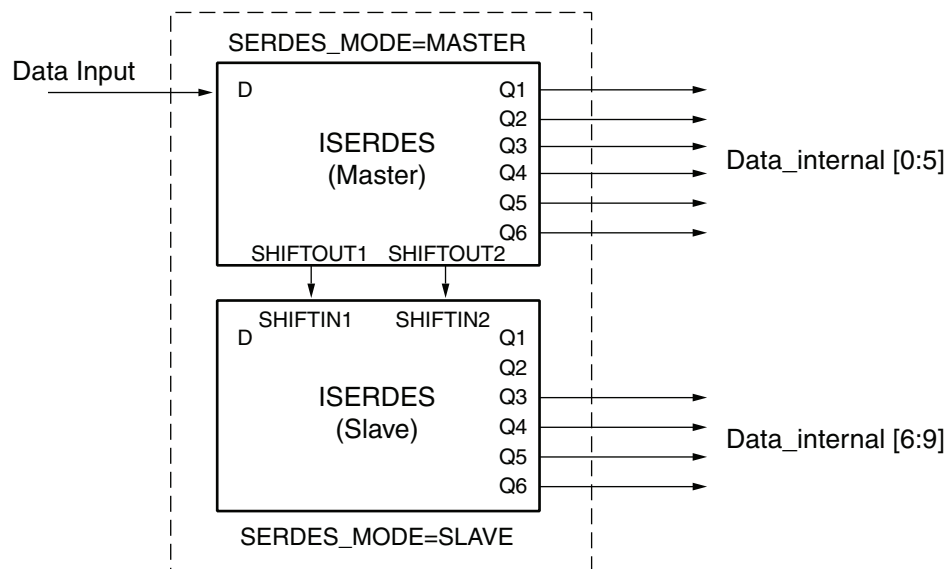 SERDES_MODE=MASTER
Data Input
D
Q1
Q2
Q3
Q4
Q5
Q6
ISERDES
(Master)
SHIFTOUT1 SHIFTOUT2
Data_internal [0:5]
SHIFTIN1 SHIFTIN2
D
Q1
Q2
Q3
Q4
Q5
Q6
ISERDES
(Slave)
Data_internal [6:9]
SERDES_MODE=SLAVE